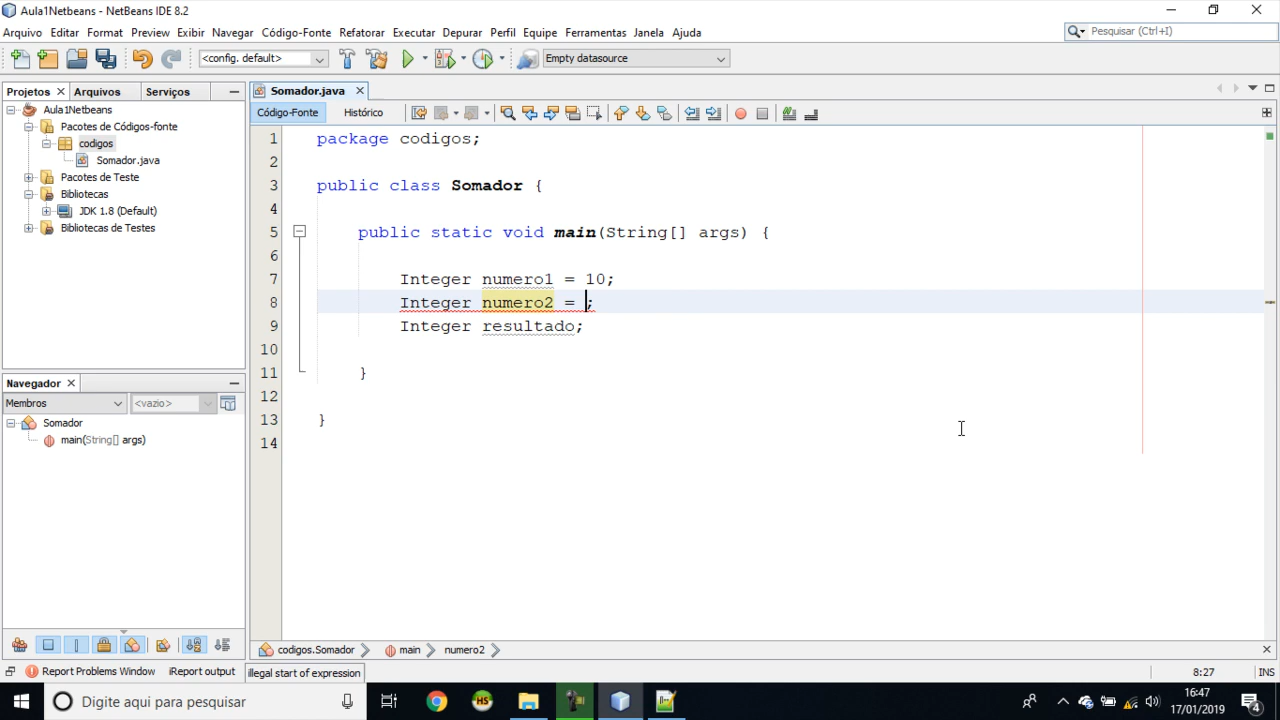 Aula1Netbeans - NetBeans IDE 8.2
Arquivo Editar Format Preview Exibir Navegar Código-Fonte Refatorar Executar Depurar Perfil Equipe Ferramentas Janela Ajuda
Pesquisar (Ctrl+I)
<config. default>
Empty datasource
Projetos Arquivos Serviços
Somador.java
Aula1Netbeans
Pacotes de Códigos-fonte
codigos
Somador.java
Pacotes de Teste
Bibliotecas
JDK 1.8 (Default)
Bibliotecas de Testes
Código-Fonte Histórico
1 package codigos;
2
3 public class Somador {
4
5 public static void main(String[] args) {
6
7 Integer numero1 = 10;
8 Integer numero2 = ;
9 Integer resultado;
10
11 }
12
13 }
14
Navegador
Membros <vazio>
Somador
main(String[] args)
codigos.Somador main numero2
Report Problems Window iReport output illegal start of expression 8:27 INS
Digite aqui para pesquisar
HS
16:47
17/01/2019
4